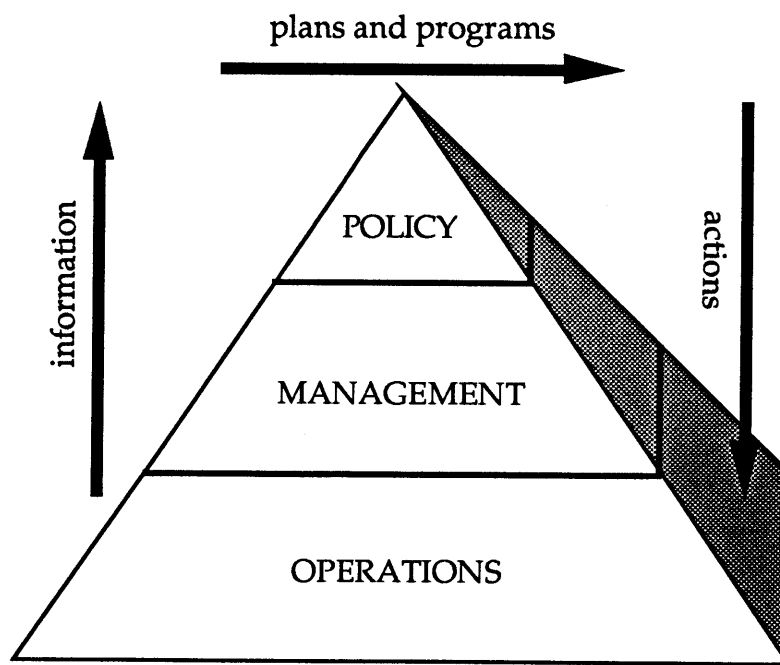 plans and programs
information
POLICY
actions
MANAGEMENT
OPERATIONS